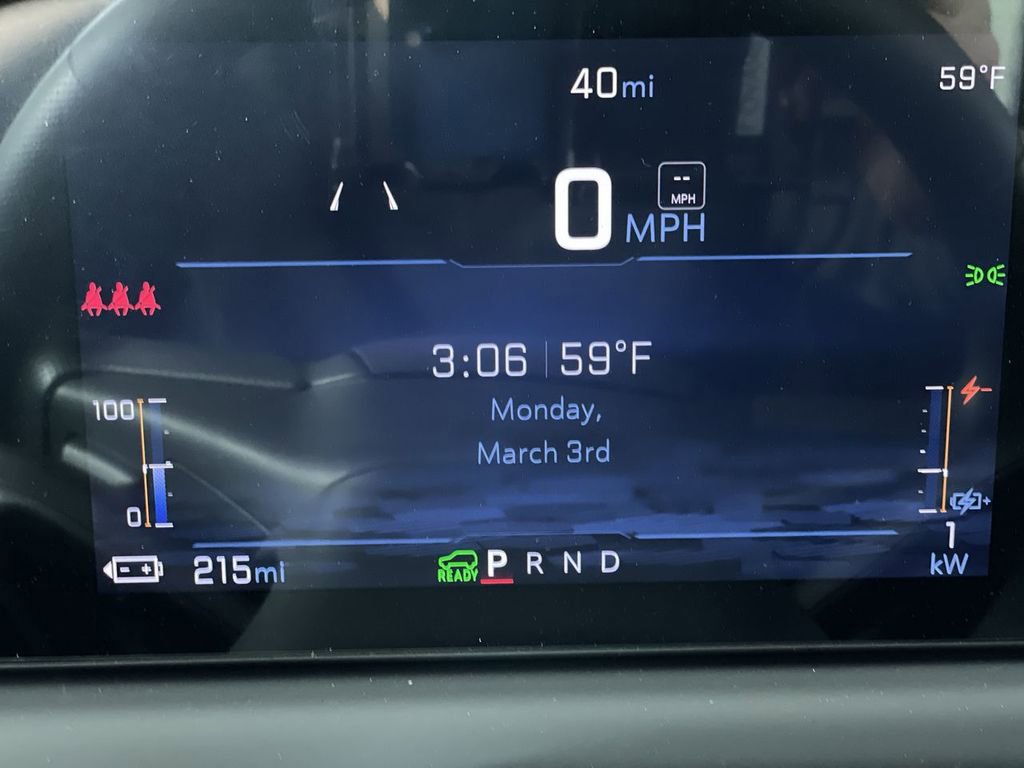 40mi
59°F
--
MPH
0 MPH
3:06 59°F
100
Monday,
March 3rd
0
1
kW
215mi
READY P R N D